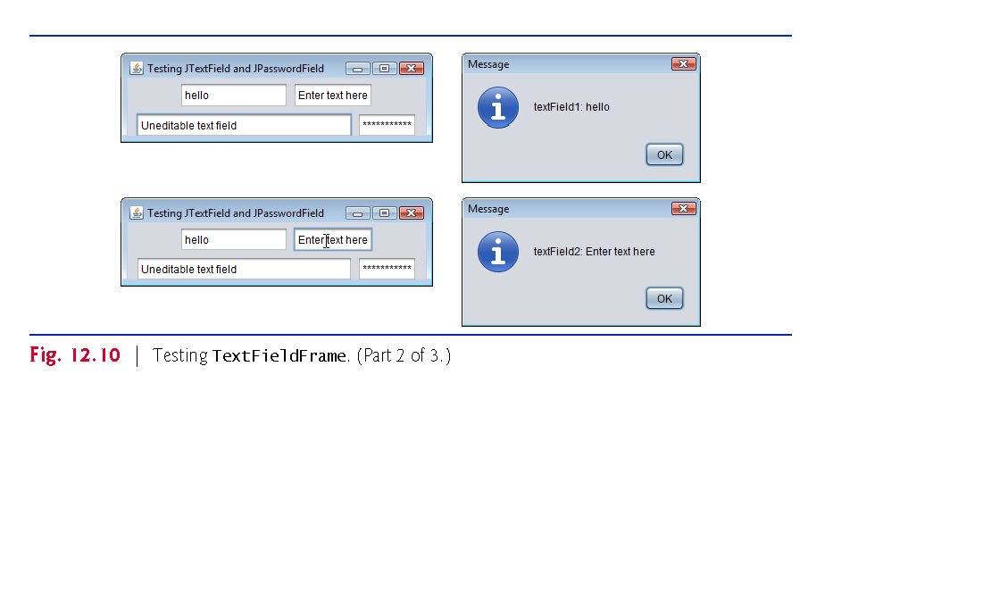 Testing JTextField and JPasswordField
hello
Enter text here
Uneditable text field
***********
Message
textField1: hello
OK
Testing JTextField and JPasswordField
hello
Enter text here
Uneditable text field
***********
Message
textField2: Enter text here
OK
Fig. 12.10 | Testing TextFieldFrame. (Part 2 of 3.)